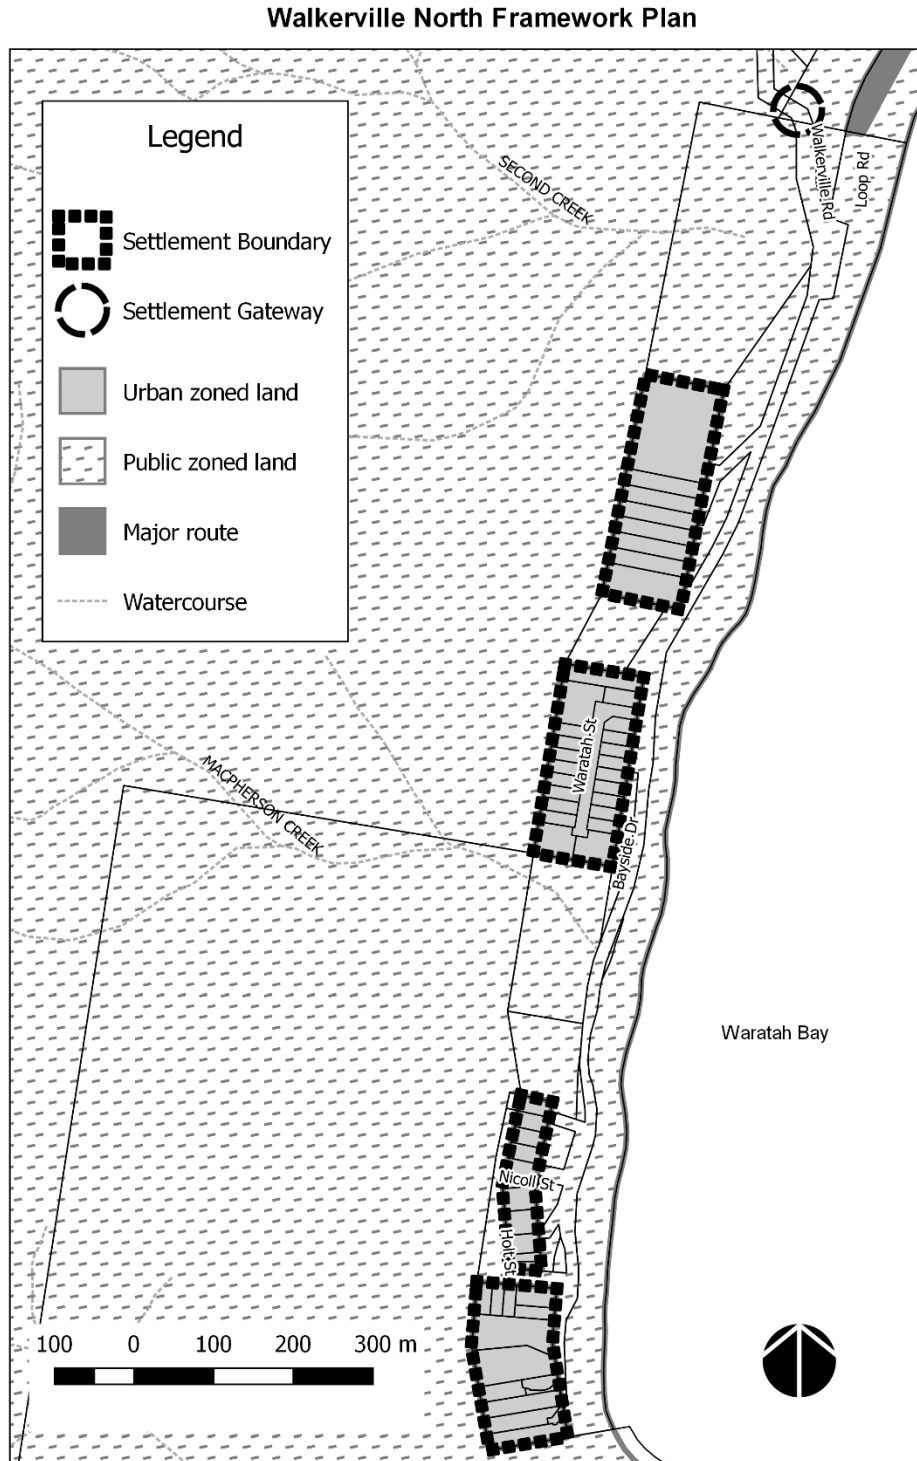 Walkerville North Framework Plan
Legend
Settlement Boundary
Settlement Gateway
Urban zoned land
Public zoned land
Major route
Watercourse
SECOND CREEK
Walkerville Rd
Loop Rd
Waratah St
Bayside Dr
MACPHERSON CREEK
Waratah Bay
Nicoll St
Holt St
100 0 100 200 300 m